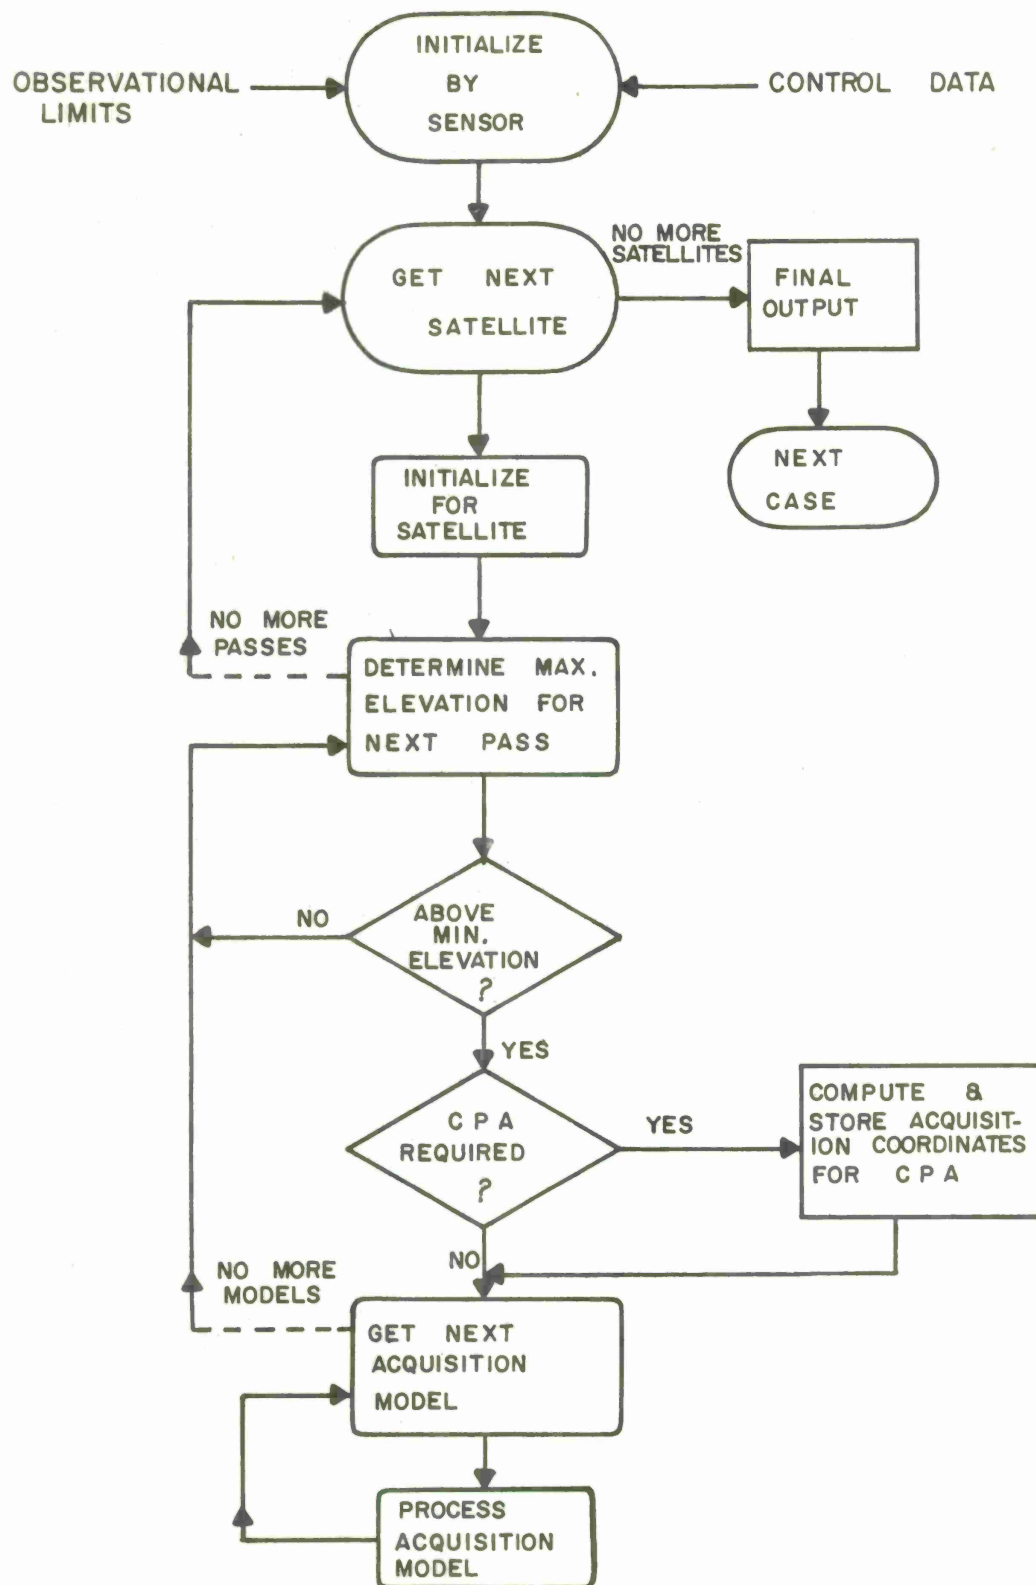 INITIALIZE
BY
SENSOR
OBSERVATIONAL
LIMITS
CONTROL DATA
GET NEXT
SATELLITE
NO MORE
SATELLITES
FINAL
OUTPUT
NEXT
CASE
INITIALIZE
FOR
SATELLITE
NO MORE
PASSES
DETERMINE MAX.
ELEVATION FOR
NEXT PASS
NO
ABOVE
MIN.
ELEVATION
?
YES
CPA
REQUIRED
?
YES
COMPUTE &
STORE ACQUISIT-
ION COORDINATES
FOR CPA
NO
NO MORE
MODELS
GET NEXT
ACQUISITION
MODEL
PROCESS
ACQUISITION
MODEL